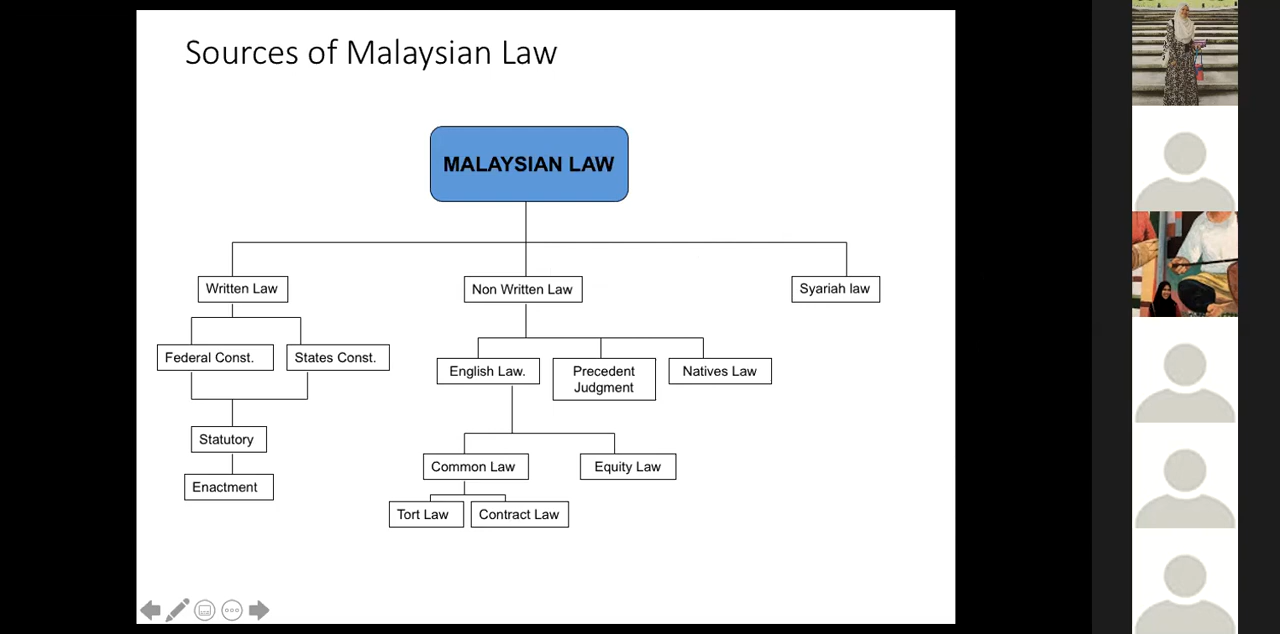 Sources of Malaysian Law
MALAYSIAN LAW
Written Law
Non Written Law
Syariah law
Federal Const.
States Const.
English Law.
Precedent
Judgment
Natives Law
Statutory
Common Law
Equity Law
Enactment
Tort Law
Contract Law